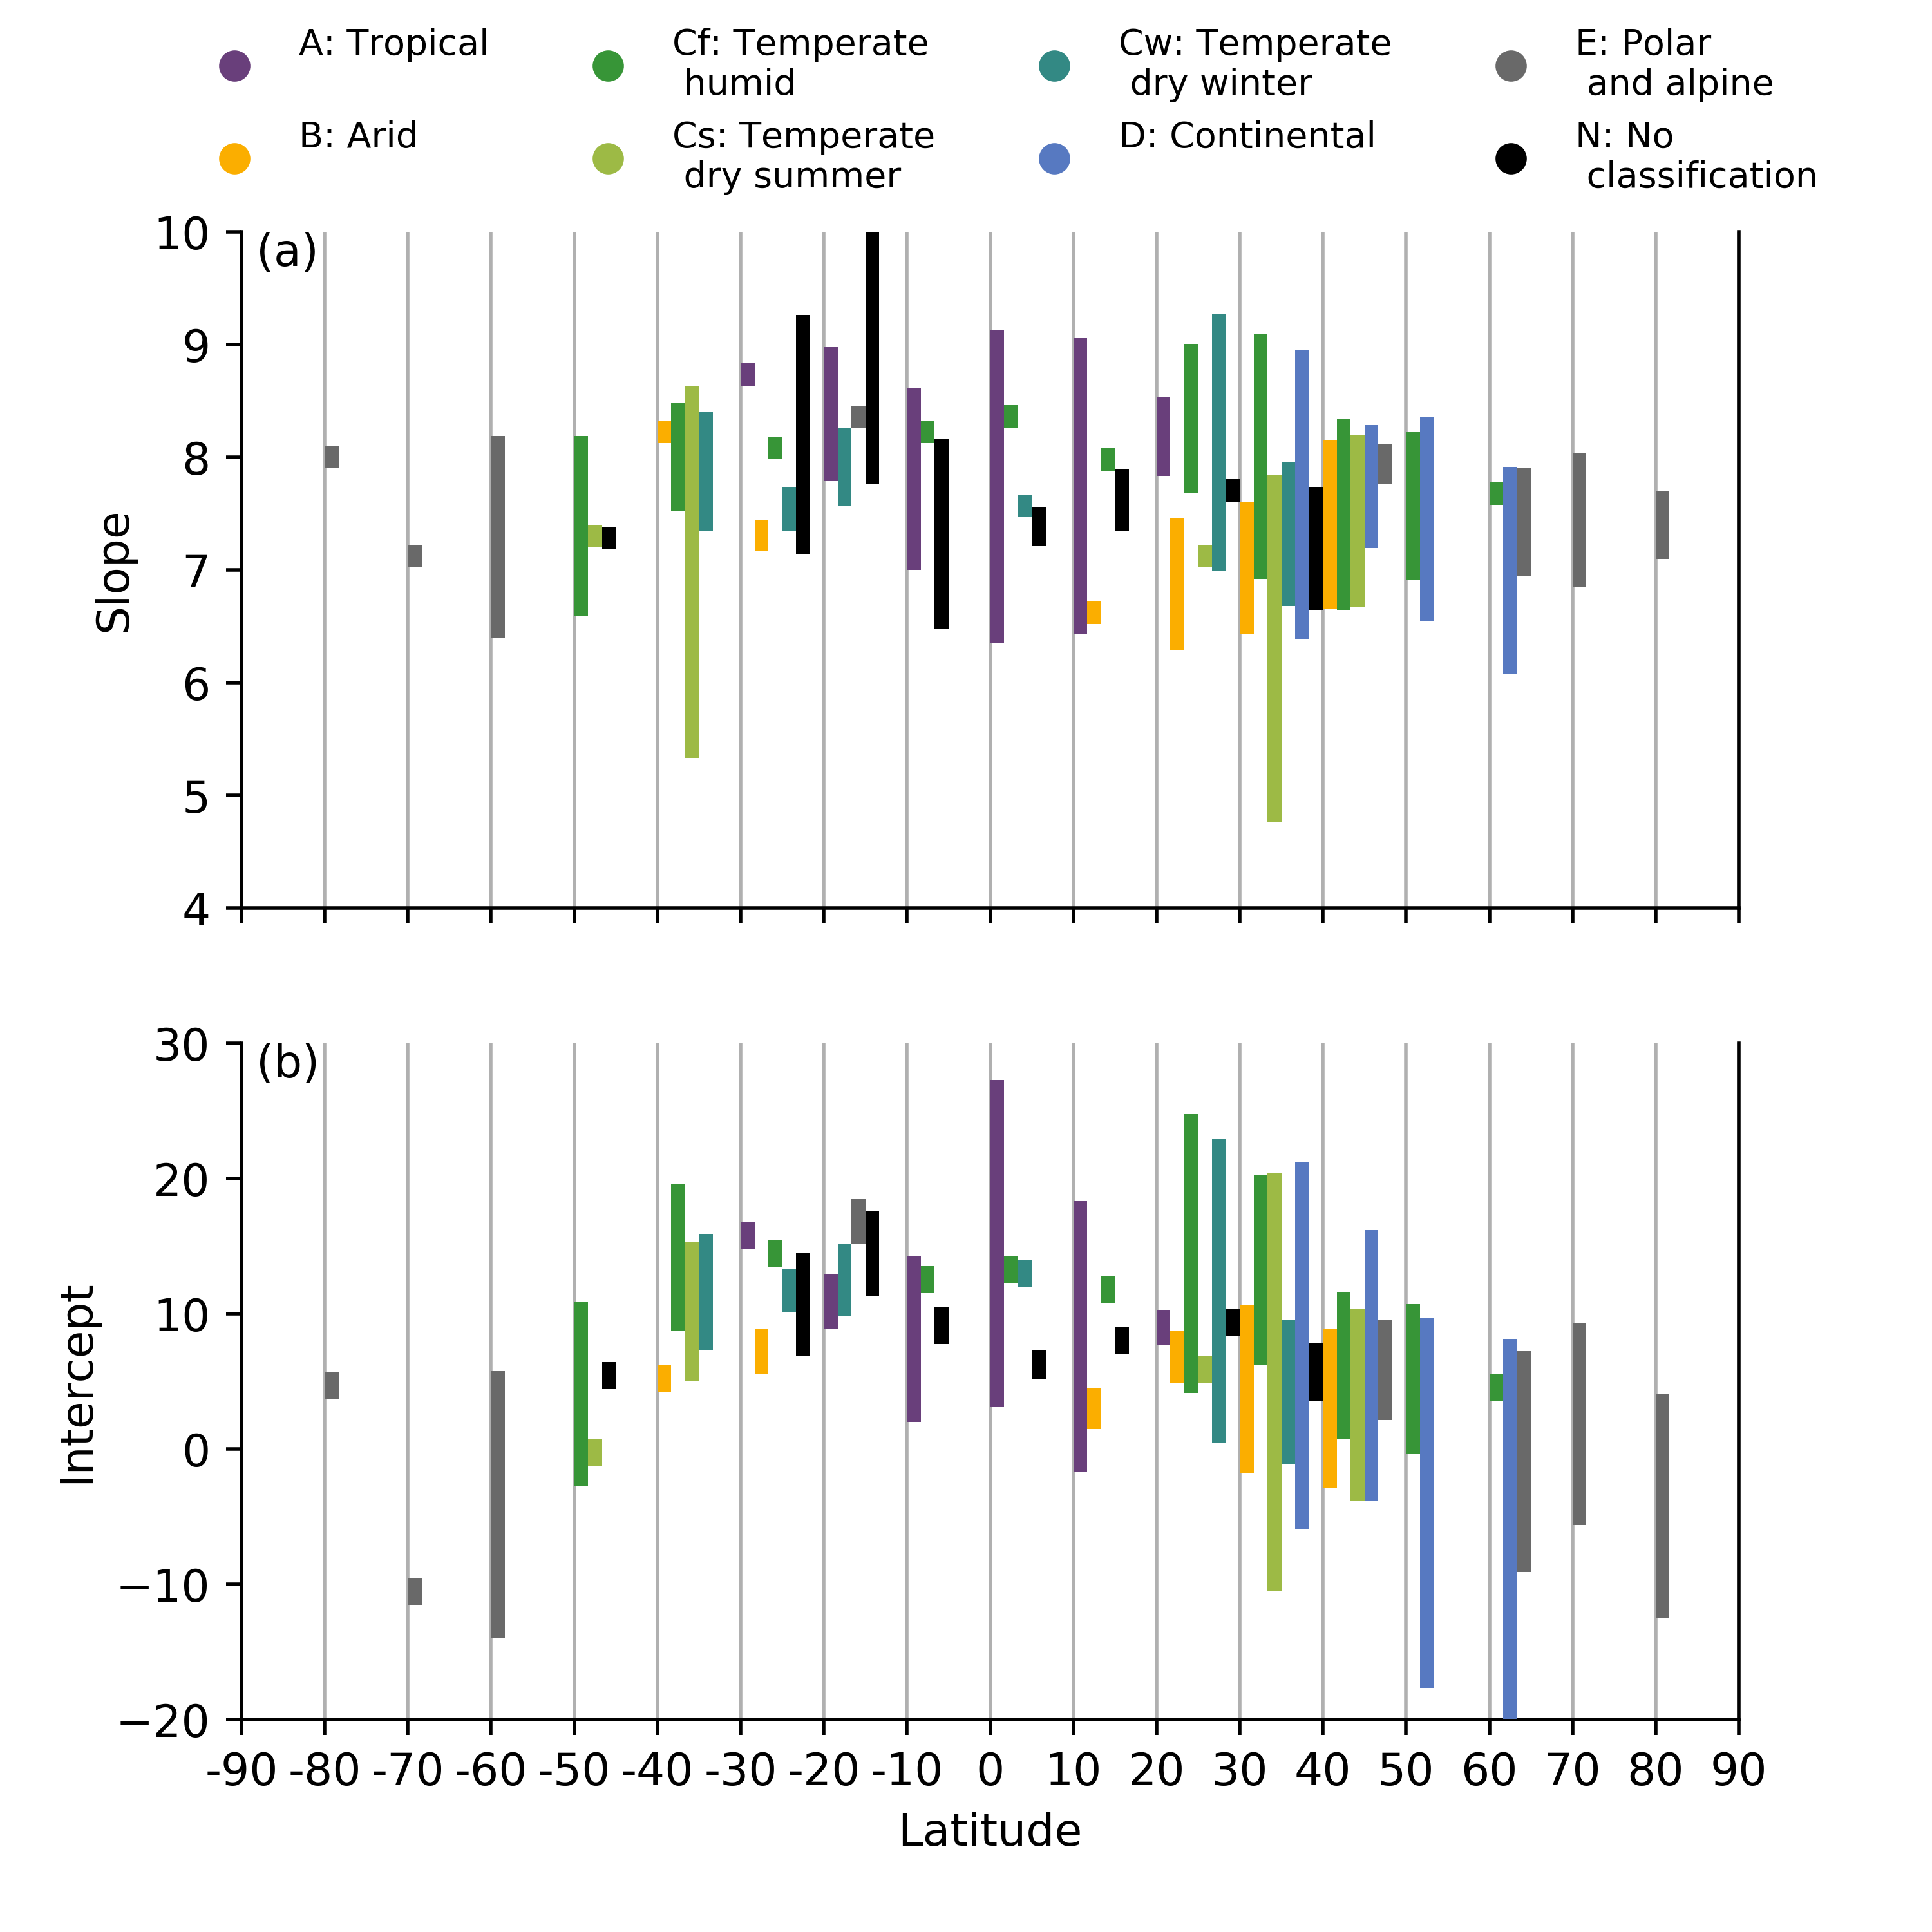 A: Tropical
Cf: Temperate
humid
Cw: Temperate
dry winter
E: Polar
and alpine
B: Arid
Cs: Temperate
dry summer
D: Continental
N: No
classification
(a)
10
9
8
7
6
5
4
Slope
(b)
30
20
10
0
−10
−20
Intercept
-90 -80 -70 -60 -50 -40 -30 -20 -10 0 10 20 30 40 50 60 70 80 90
Latitude